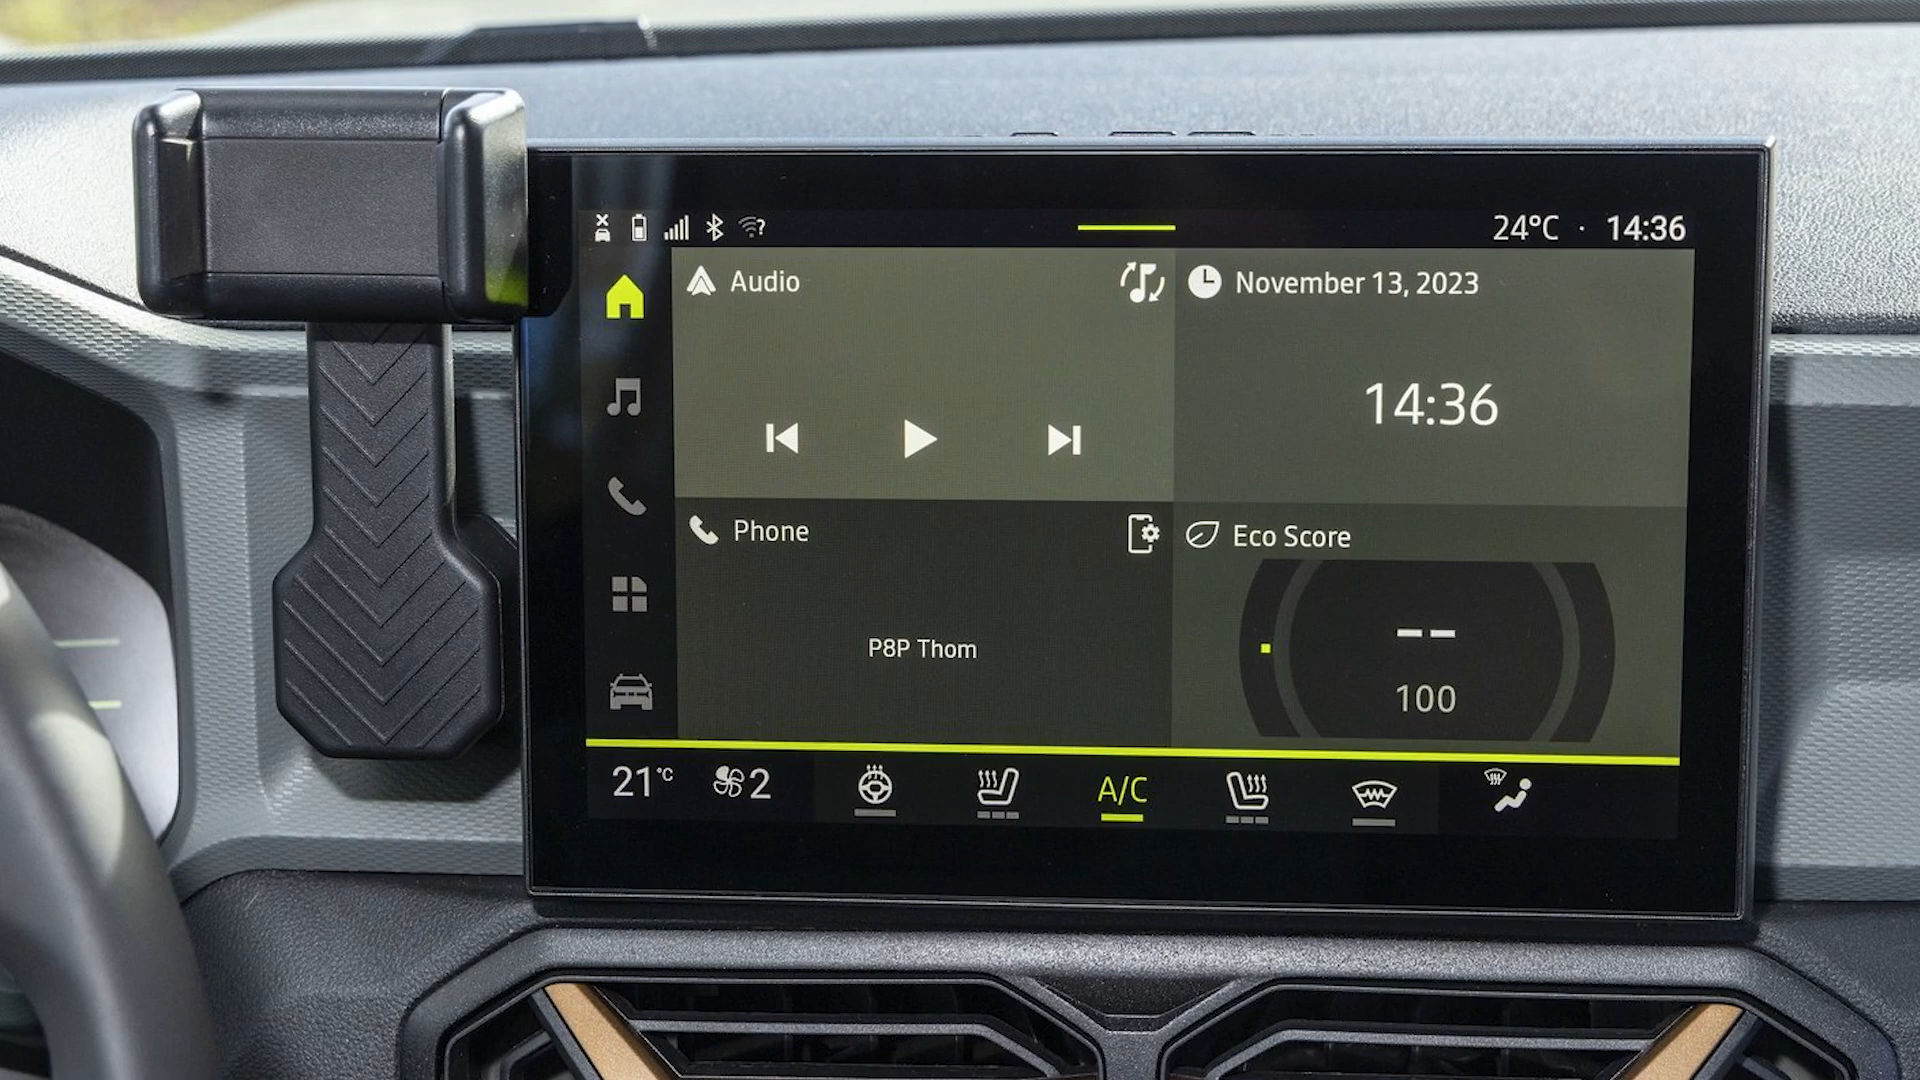 ? 24°C · 14:36
Audio
November 13, 2023
14:36
Phone
Eco Score
P8P Thom
--
100
21°C 2 A/C